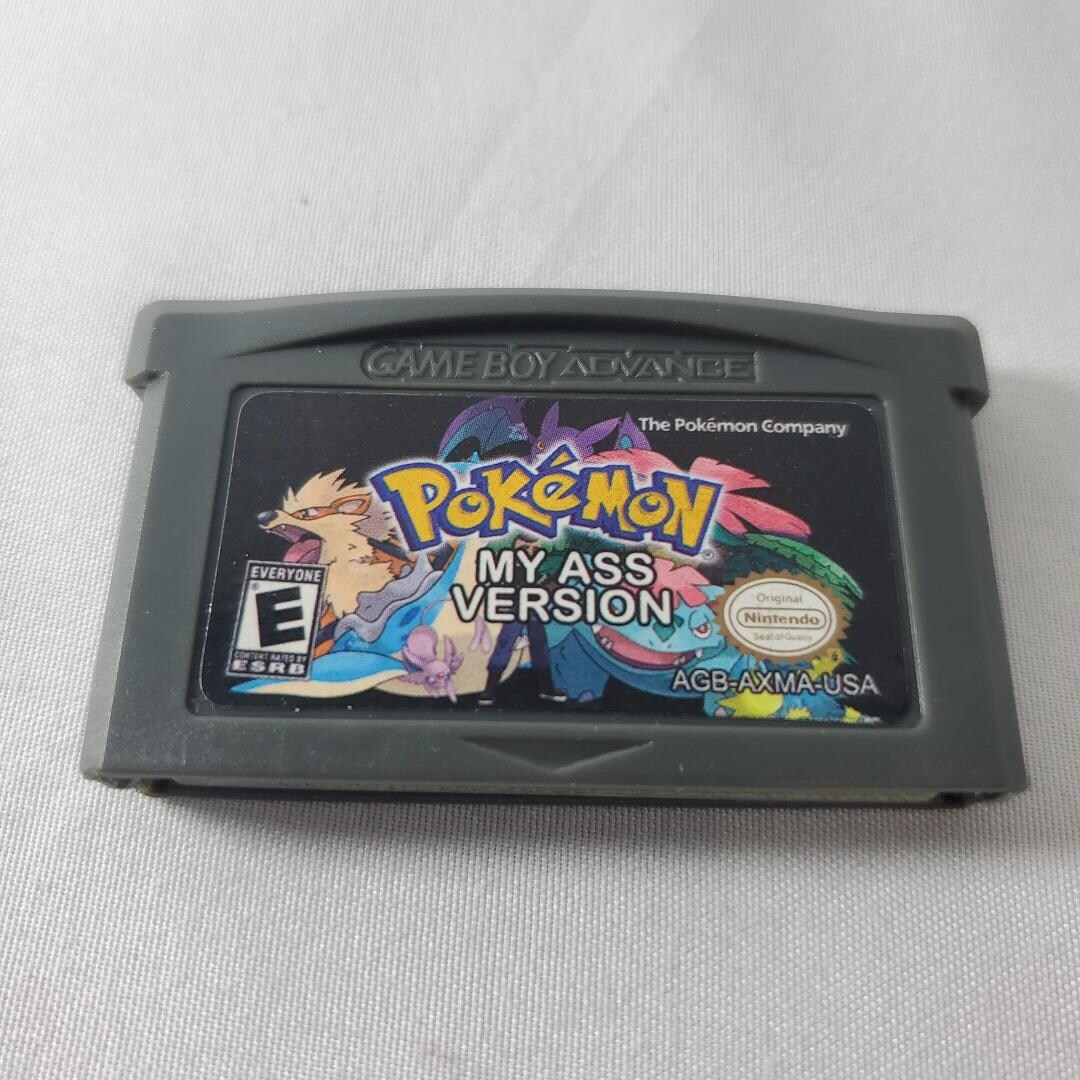 GAME BOY ADVANCE
The Pokémon Company
POKéMON
®
MY ASS
VERSION
EVERYONE
E
CONTENT RATED BY
ESRB
Original
Nintendo
Seal of Quality
AGB-AXMA-USA